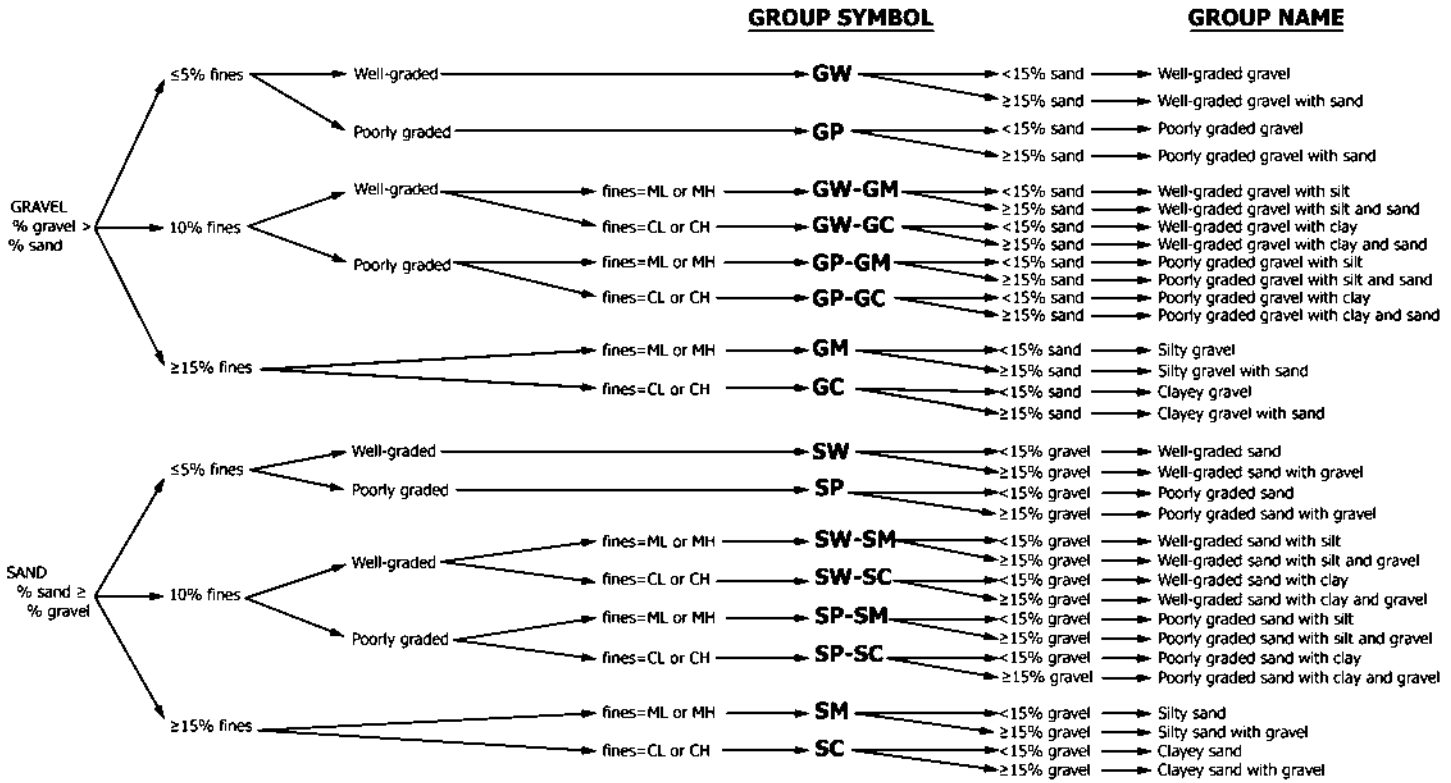 GROUP SYMBOL GROUP NAME
≤5% fines Well-graded GW <15% sand Well-graded gravel
≥15% sand Well-graded gravel with sand
Poorly graded GP <15% sand Poorly graded gravel
≥15% sand Poorly graded gravel with sand
GRAVEL
% gravel >
% sand
10% fines
Well-graded fines=ML or MH GW-GM <15% sand Well-graded gravel with silt
≥15% sand Well-graded gravel with silt and sand
fines=CL or CH GW-GC <15% sand Well-graded gravel with clay
≥15% sand Well-graded gravel with clay and sand
Poorly graded fines=ML or MH GP-GM <15% sand Poorly graded gravel with silt
≥15% sand Poorly graded gravel with silt and sand
fines=CL or CH GP-GC <15% sand Poorly graded gravel with clay
≥15% sand Poorly graded gravel with clay and sand
≥15% fines fines=ML or MH GM <15% sand Silty gravel
≥15% sand Silty gravel with sand
fines=CL or CH GC <15% sand Clayey gravel
≥15% sand Clayey gravel with sand
≤5% fines Well-graded SW <15% gravel Well-graded sand
≥15% gravel Well-graded sand with gravel
Poorly graded SP <15% gravel Poorly graded sand
≥15% gravel Poorly graded sand with gravel
SAND
% sand ≥
% gravel
10% fines
Well-graded fines=ML or MH SW-SM <15% gravel Well-graded sand with silt
≥15% gravel Well-graded sand with silt and gravel
fines=CL or CH SW-SC <15% gravel Well-graded sand with clay
≥15% gravel Well-graded sand with clay and gravel
Poorly graded fines=ML or MH SP-SM <15% gravel Poorly graded sand with silt
≥15% gravel Poorly graded sand with silt and gravel
fines=CL or CH SP-SC <15% gravel Poorly graded sand with clay
≥15% gravel Poorly graded sand with clay and gravel
≥15% fines fines=ML or MH SM <15% gravel Silty sand
≥15% gravel Silty sand with gravel
fines=CL or CH SC <15% gravel Clayey sand
≥15% gravel Clayey sand with gravel